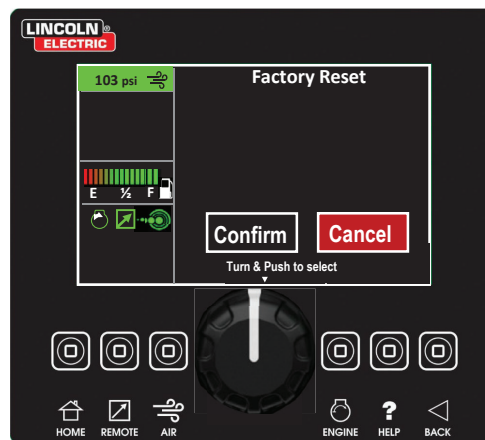 LINCOLN®
ELECTRIC
103 psi
Factory Reset
E ½ F
Confirm
Cancel
Turn & Push to select
HOME
REMOTE
AIR
ENGINE
?
HELP
BACK